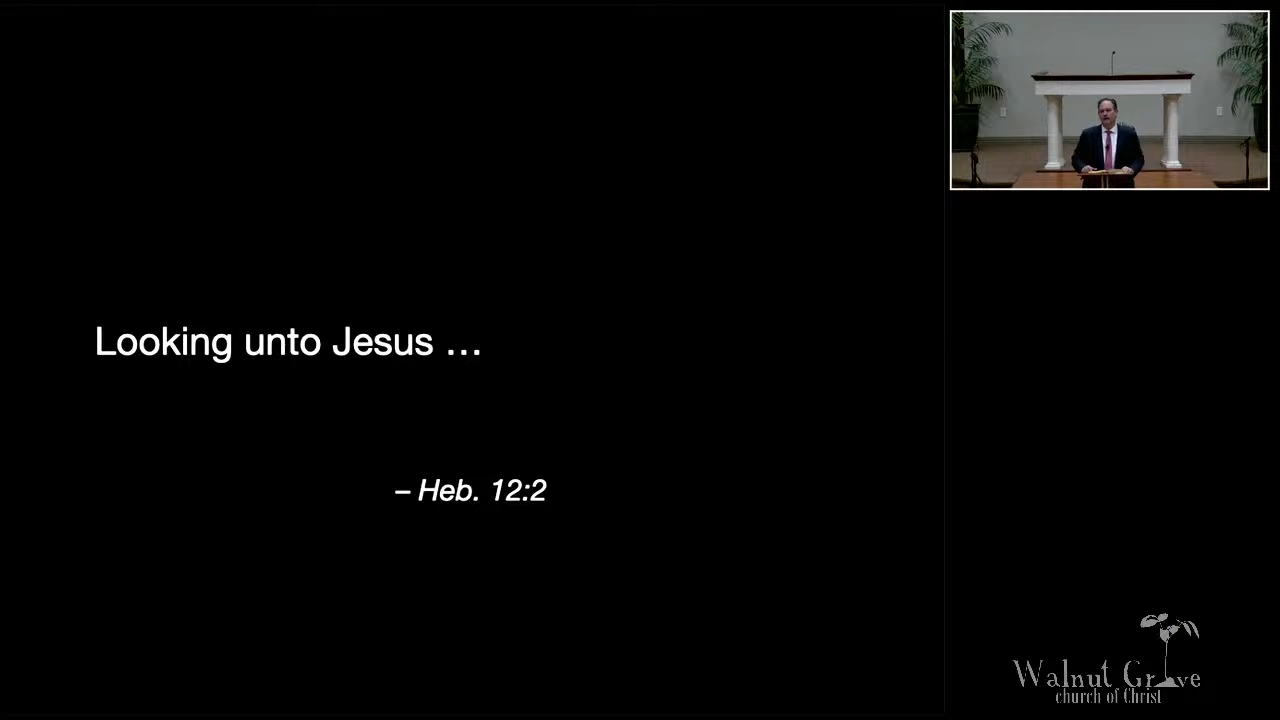 Looking unto Jesus …
– Heb. 12:2
Walnut Grove
church of Christ